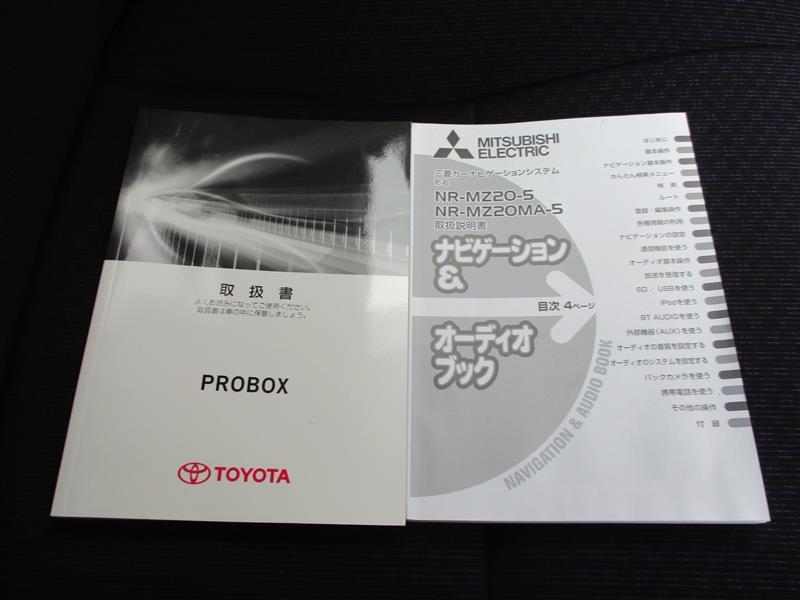 取扱書
よくお読みになってご使用ください。
取扱書は車の中に保管しましょう。
PROBOX
TOYOTA
MITSUBISHI
ELECTRIC
三菱カーナビゲーションシステム
形名
NR-MZ20-5
NR-MZ20MA-5
取扱説明書
ナビゲーション
&
オーディオ
ブック
目次 4ページ
NAVIGATION & AUDIO BOOK
はじめに
基本操作
ナビゲーション基本操作
かんたん検索メニュー
検索
ルート
登録・編集操作
各種情報の利用
ナビゲーションの設定
通信機能を使う
オーディオ基本操作
放送を受信する
SD / USBを使う
iPodを使う
BT AUDIOを使う
外部機器(AUX)を使う
オーディオの音質を設定する
オーディオのシステムを設定する
バックカメラを使う
携帯電話を使う
その他の操作
付録